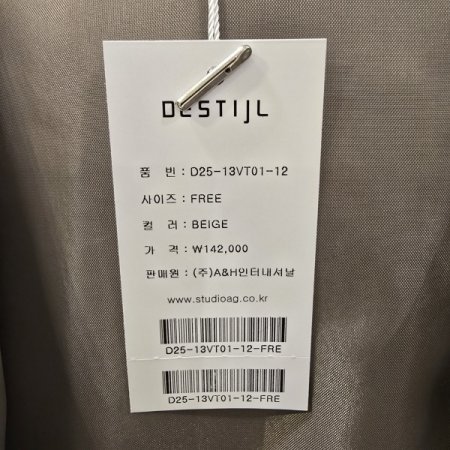 DESTIJL
품 번 : D25-13VT01-12
사이즈 : FREE
컬 러 : BEIGE
가 격 : ₩142,000
판매원 : (주)A&H인터내셔날
www.studioag.co.kr
D25-13VT01-12-FRE
D25-13VT01-12-FRE